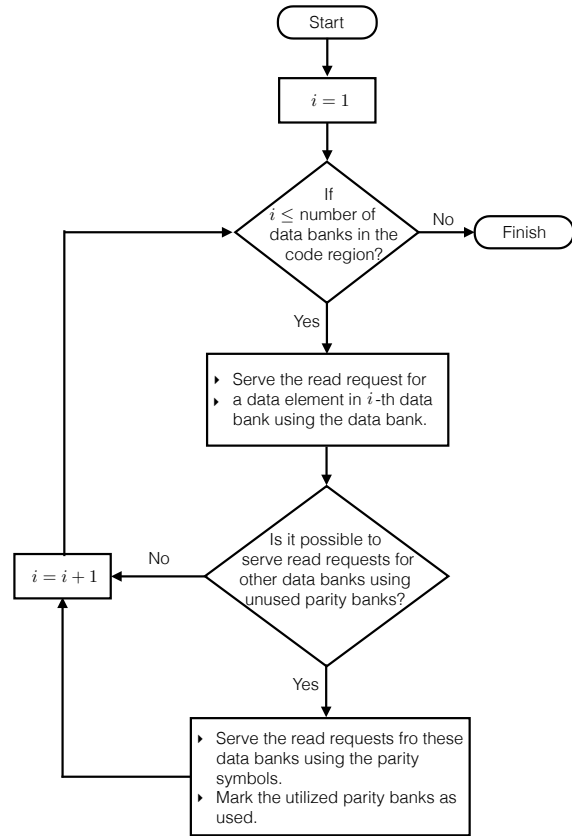 Start
i = 1
If
i ≤ number of
data banks in the
code region?
No
Finish
Yes
‣ Serve the read request for
‣ a data element in i-th data
bank using the data bank.
Is it possible to
serve read requests for
other data banks using
unused parity banks?
No
i = i + 1
Yes
‣ Serve the read requests fro these
data banks using the parity
symbols.
‣ Mark the utilized parity banks as
used.